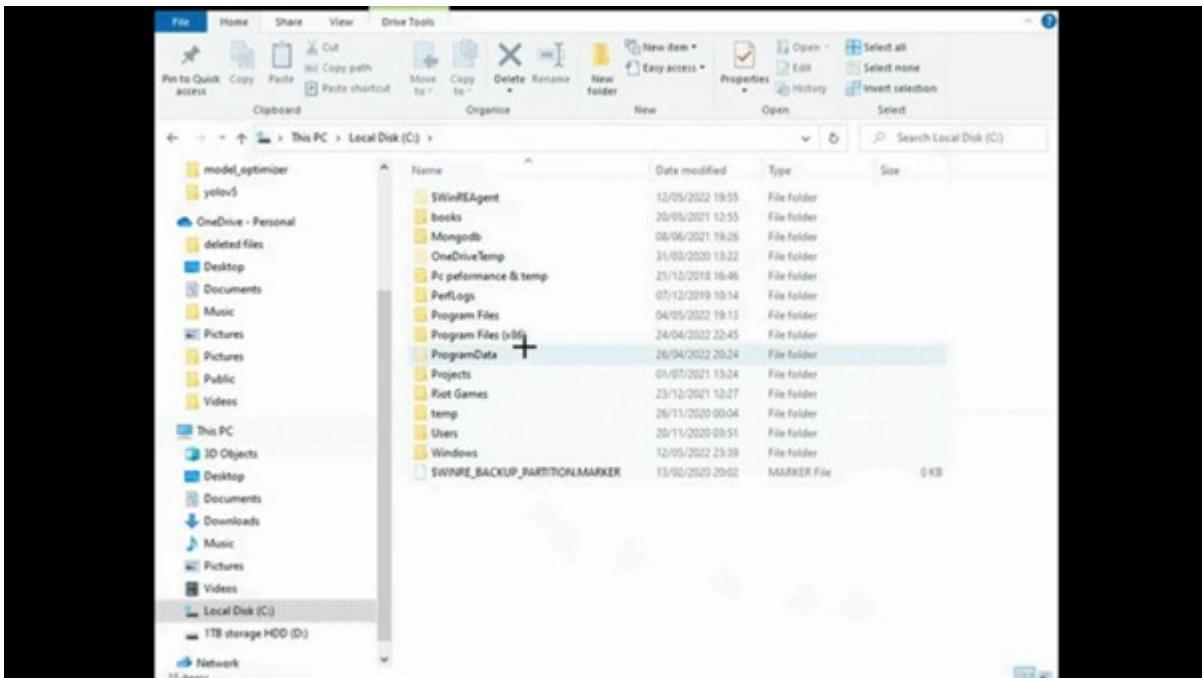 File Home Share View Drive Tools
Pin to Quick access Copy Paste Cut Copy path Paste shortcut Move to Copy to Delete Rename New folder New item Easy access Properties Open Edit History Select all Select none Invert selection
Clipboard Organise New Open Select
This PC > Local Disk (C:) > Search Local Disk (C:)
model_optimizer
yolov5
OneDrive - Personal
deleted files
Desktop
Documents
Music
Pictures
Pictures
Public
Videos
This PC
3D Objects
Desktop
Documents
Downloads
Music
Pictures
Videos
Local Disk (C:)
1TB storage HDD (D:)
Network
15 items
Name Date modified Type Size
$WinREAgent 12/05/2022 19:55 File folder
books 20/05/2021 12:55 File folder
Mongodb 08/06/2021 19:26 File folder
OneDriveTemp 31/03/2020 13:22 File folder
Pc peformance & temp 21/12/2018 16:46 File folder
PerfLogs 07/12/2019 10:14 File folder
Program Files 04/05/2022 19:13 File folder
Program Files (x86) 24/04/2022 22:45 File folder
ProgramData 26/04/2022 20:24 File folder
Projects 01/07/2021 13:24 File folder
Riot Games 23/12/2021 12:27 File folder
temp 26/11/2020 00:04 File folder
Users 20/11/2020 03:51 File folder
Windows 12/05/2022 23:39 File folder
$WINRE_BACKUP_PARTITION.MARKER 13/02/2020 20:02 MARKER File 0 KB